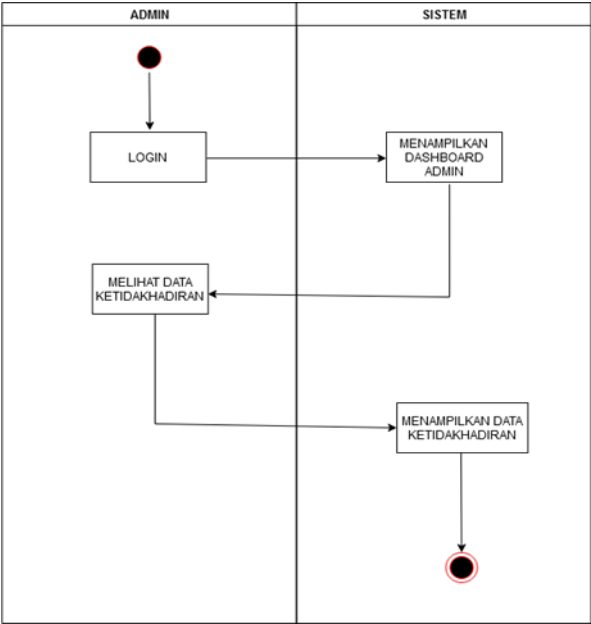 ADMIN
SISTEM
LOGIN
MENAMPILKAN
DASHBOARD
ADMIN
MELIHAT DATA
KETIDAKHADIRAN
MENAMPILKAN DATA
KETIDAKHADIRAN